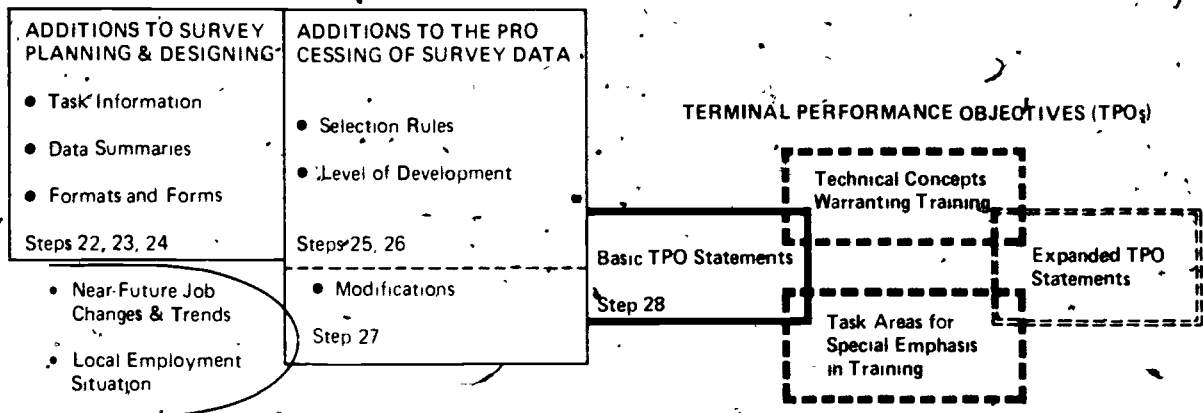 ADDITIONS TO SURVEY
PLANNING & DESIGNING
• Task Information
• Data Summaries
• Formats and Forms
Steps 22, 23, 24
• Near-Future Job
Changes & Trends
• Local Employment
Situation
ADDITIONS TO THE PRO
CESSING OF SURVEY DATA
• Selection Rules
• Level of Development
Steps 25, 26
• Modifications
Step 27
Basic TPO Statements
Step 28
TERMINAL PERFORMANCE OBJECTIVES (TPOs)
Technical Concepts
Warranting Training
Task Areas for
Special Emphasis
in Training
Expanded TPO
Statements